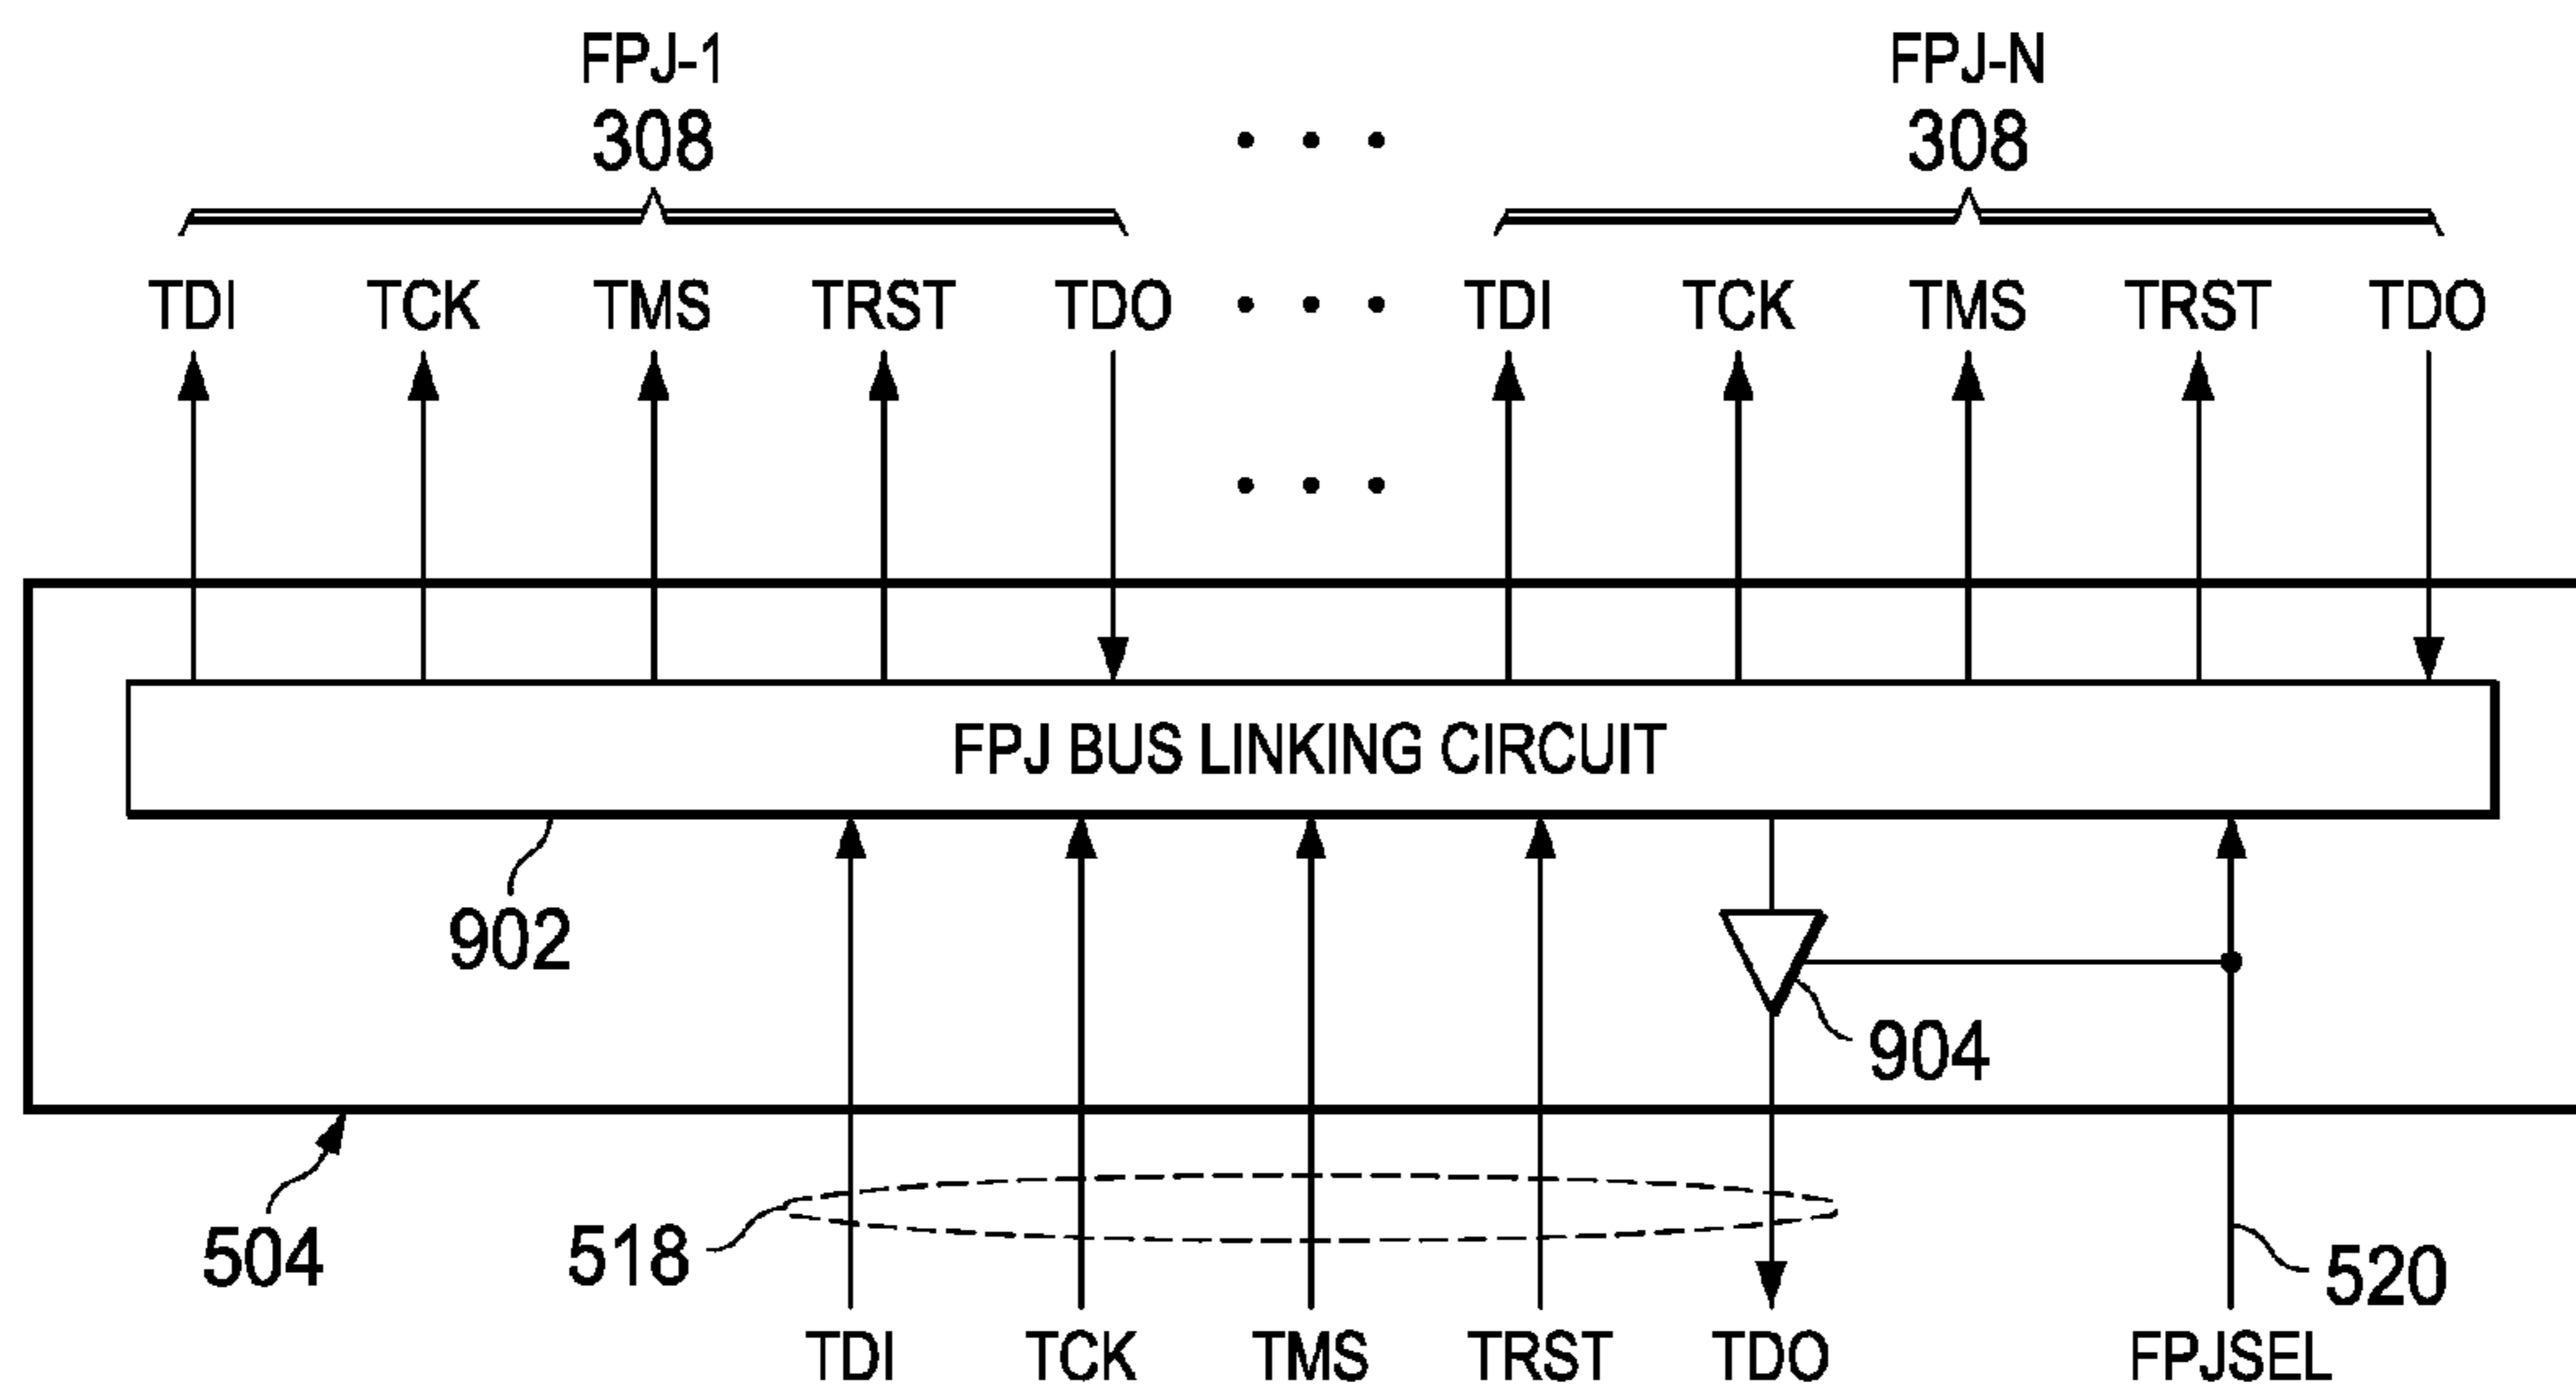 FPJ-1 FPJ-N
308 308
TDI TCK TMS TRST TDO TDI TCK TMS TRST TDO
FPJ BUS LINKING CIRCUIT
902
904
504 518 520
TDI TCK TMS TRST TDO FPJSEL